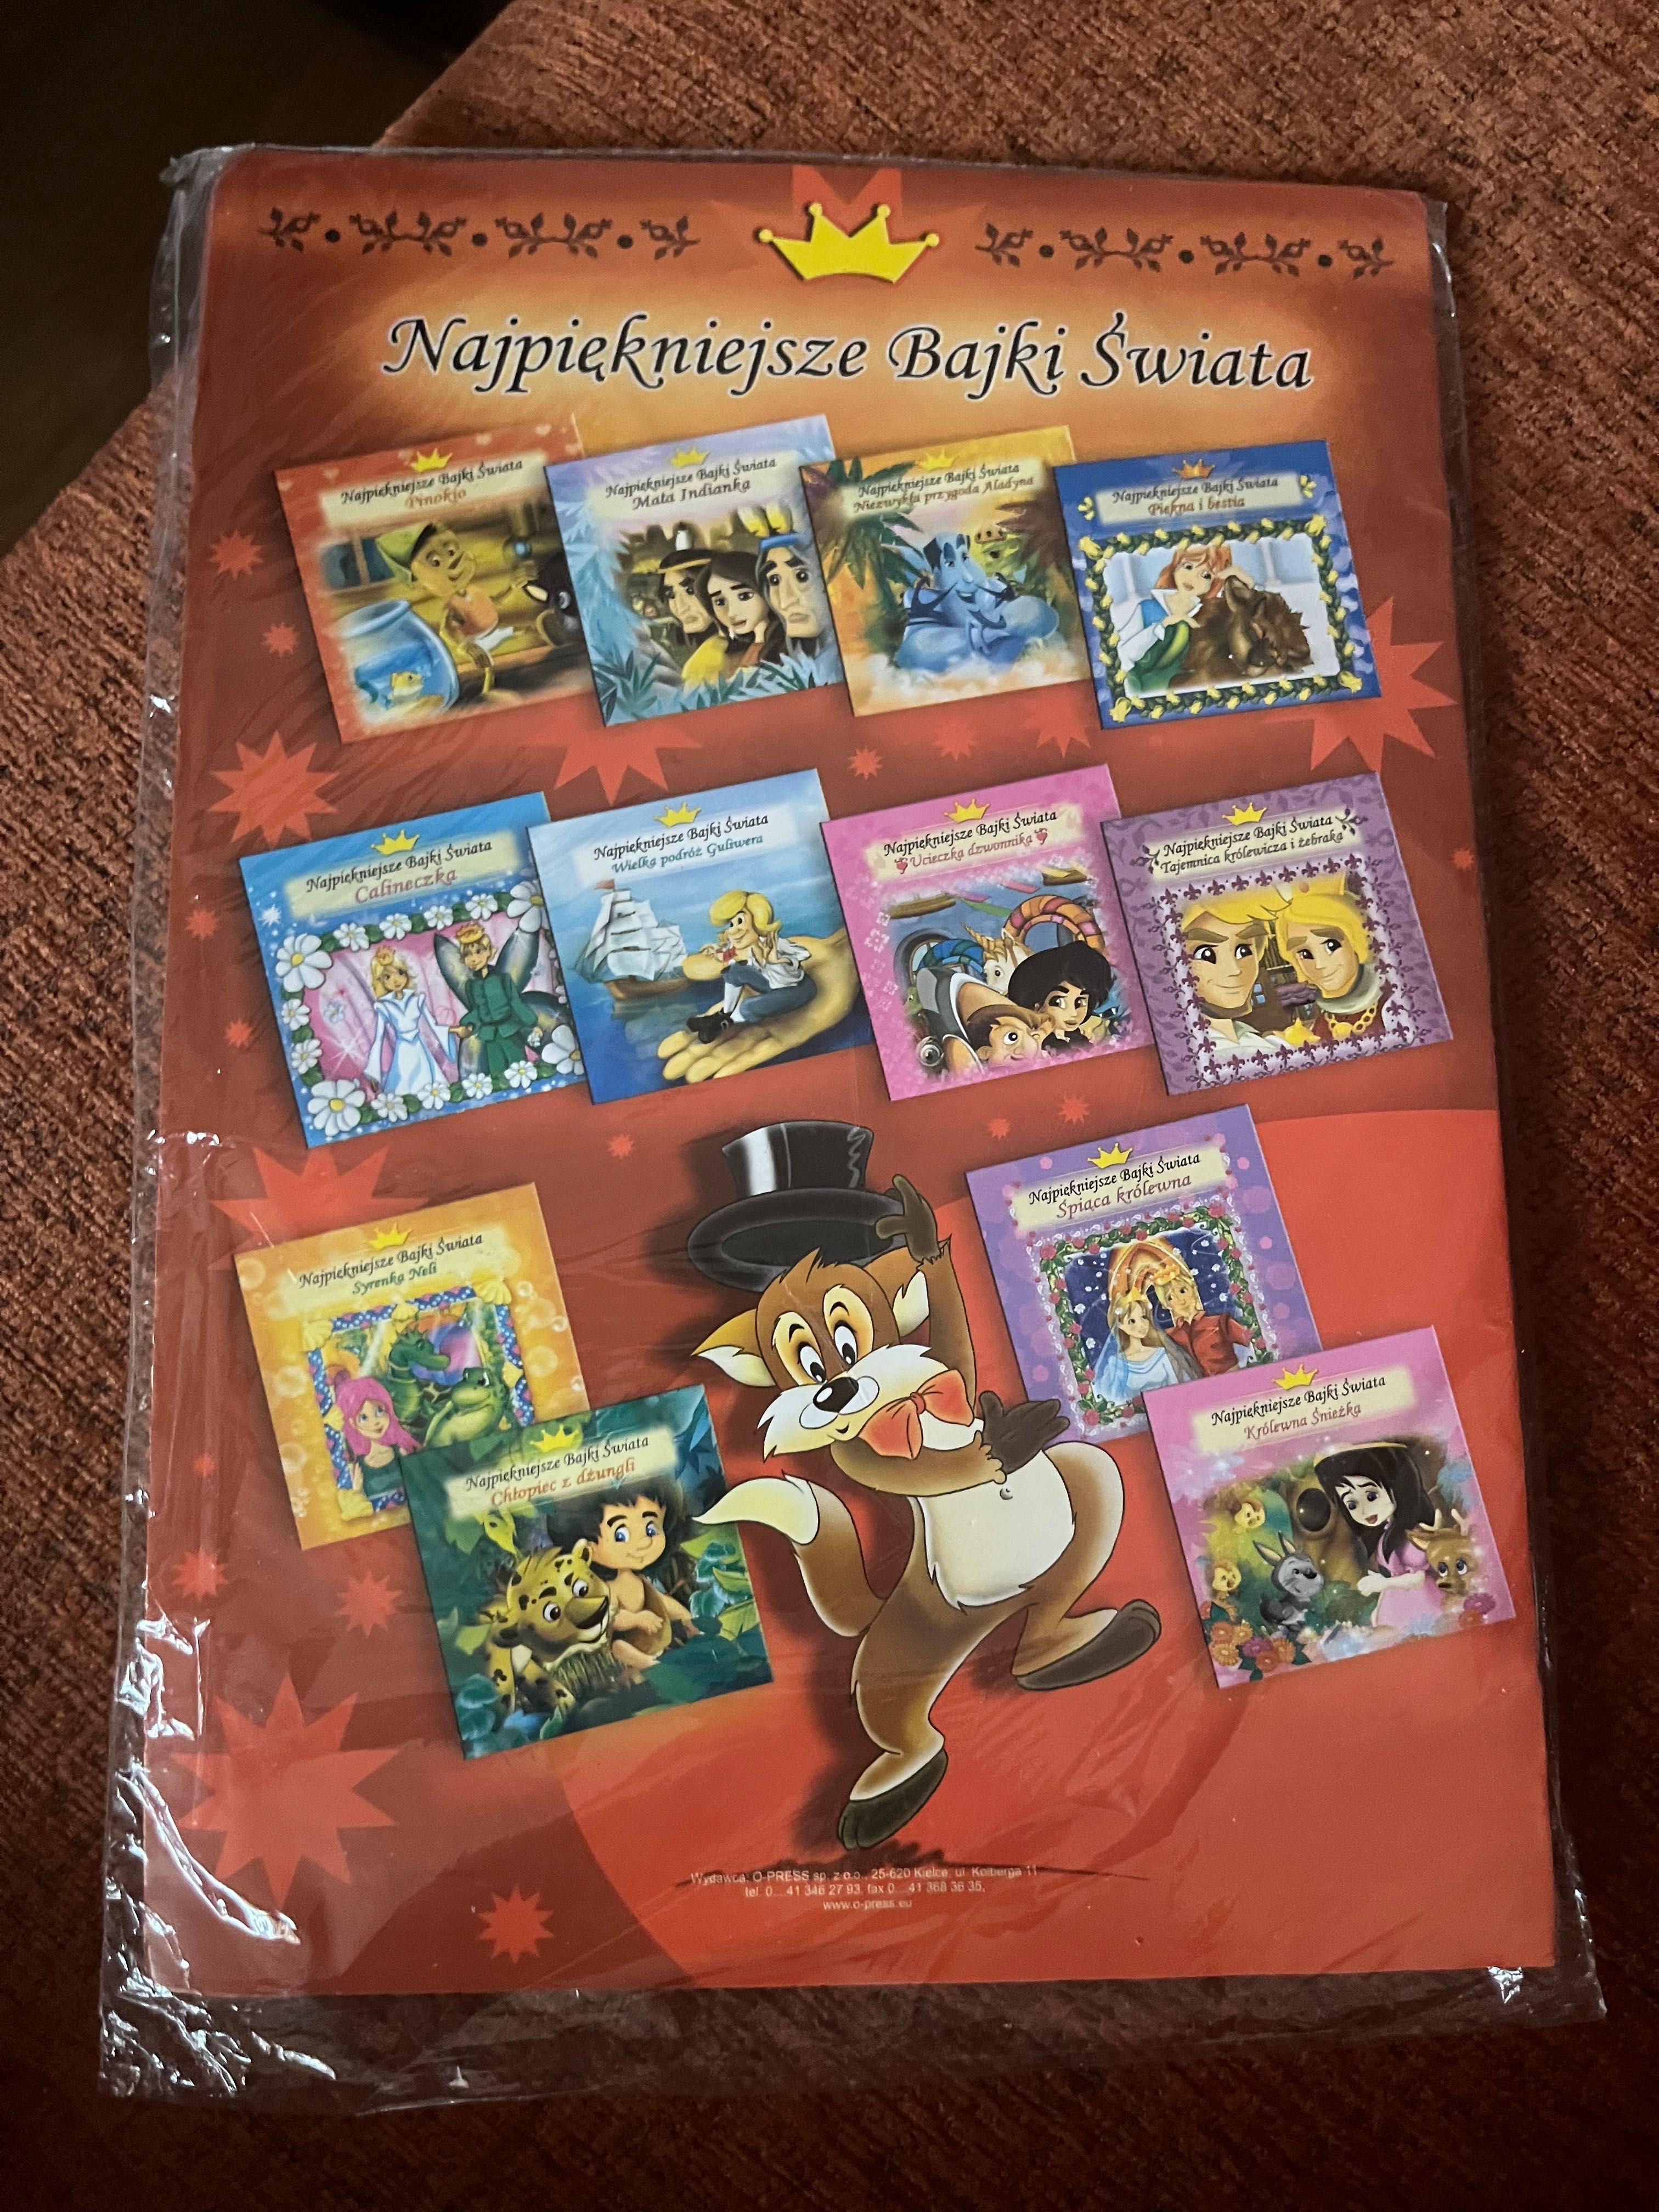 Najpiękniejsze Bajki Świata
Najpiękniejsze Bajki Świata
Pinokio
Najpiękniejsze Bajki Świata
Mała Indianka
Najpiękniejsze Bajki Świata
Niezwykła przygoda Aladyna
Najpiękniejsze Bajki Świata
Piękna i bestia
Najpiękniejsze Bajki Świata
Calineczka
Najpiękniejsze Bajki Świata
Wielka podróż Guliwera
Najpiękniejsze Bajki Świata
Ucieczka dzwonnika
Najpiękniejsze Bajki Świata
Tajemnica królewicza i żebraka
Najpiękniejsze Bajki Świata
Syrenka Neli
Najpiękniejsze Bajki Świata
Chłopiec z dżungli
Najpiękniejsze Bajki Świata
Śpiąca królewna
Najpiękniejsze Bajki Świata
Królewna Śnieżka
Wydawca: O-PRESS sp. z o.o., 25-620 Kielce, ul. Kolberga 11
tel. 0...41 346 27 93, fax 0...41 368 36 35,
www.o-press.eu